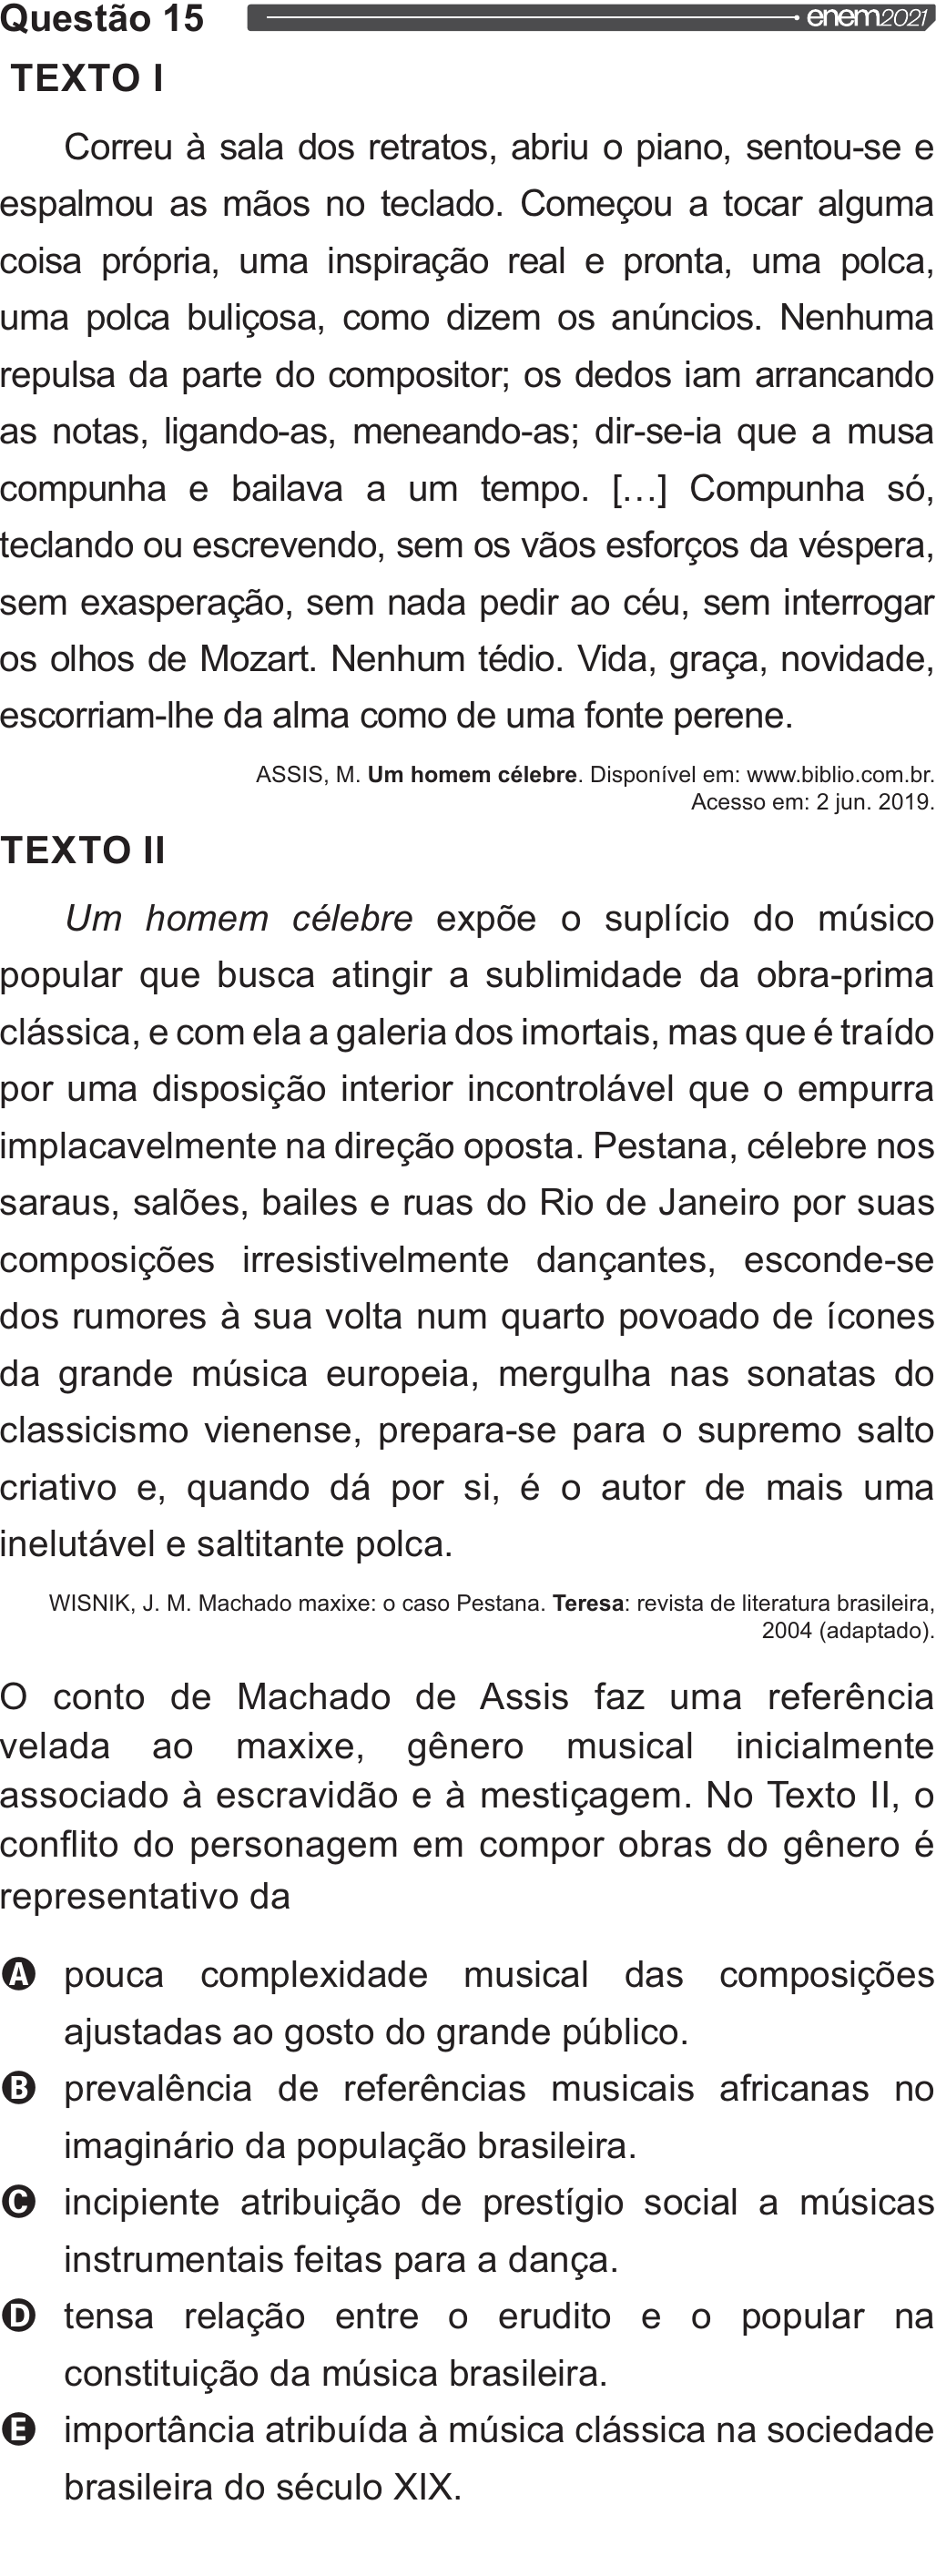 Questão 15 enem2021
TEXTO I
Correu à sala dos retratos, abriu o piano, sentou-se e
espalmou as mãos no teclado. Começou a tocar alguma
coisa própria, uma inspiração real e pronta, uma polca,
uma polca buliçosa, como dizem os anúncios. Nenhuma
repulsa da parte do compositor; os dedos iam arrancando
as notas, ligando-as, meneando-as; dir-se-ia que a musa
compunha e bailava a um tempo. […] Compunha só,
teclando ou escrevendo, sem os vãos esforços da véspera,
sem exasperação, sem nada pedir ao céu, sem interrogar
os olhos de Mozart. Nenhum tédio. Vida, graça, novidade,
escorriam-lhe da alma como de uma fonte perene.
ASSIS, M. Um homem célebre. Disponível em: www.biblio.com.br.
Acesso em: 2 jun. 2019.
TEXTO II
Um homem célebre expõe o suplício do músico
popular que busca atingir a sublimidade da obra-prima
clássica, e com ela a galeria dos imortais, mas que é traído
por uma disposição interior incontrolável que o empurra
implacavelmente na direção oposta. Pestana, célebre nos
saraus, salões, bailes e ruas do Rio de Janeiro por suas
composições irresistivelmente dançantes, esconde-se
dos rumores à sua volta num quarto povoado de ícones
da grande música europeia, mergulha nas sonatas do
classicismo vienense, prepara-se para o supremo salto
criativo e, quando dá por si, é o autor de mais uma
inelutável e saltitante polca.
WISNIK, J. M. Machado maxixe: o caso Pestana. Teresa: revista de literatura brasileira,
2004 (adaptado).
O conto de Machado de Assis faz uma referência
velada ao maxixe, gênero musical inicialmente
associado à escravidão e à mestiçagem. No Texto II, o
conflito do personagem em compor obras do gênero é
representativo da
A pouca complexidade musical das composições
ajustadas ao gosto do grande público.
B prevalência de referências musicais africanas no
imaginário da população brasileira.
C incipiente atribuição de prestígio social a músicas
instrumentais feitas para a dança.
D tensa relação entre o erudito e o popular na
constituição da música brasileira.
E importância atribuída à música clássica na sociedade
brasileira do século XIX.